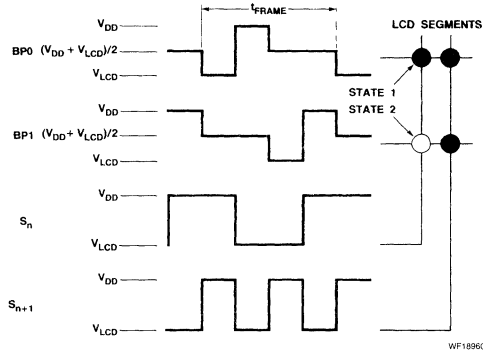 tFRAME
VDD
BP0 (VDD + VLCD)/2
VLCD
LCD SEGMENTS
STATE 1
STATE 2
VDD
BP1 (VDD + VLCD)/2
VLCD
VDD
Sn
VLCD
VDD
Sn+1
VLCD
WF18960